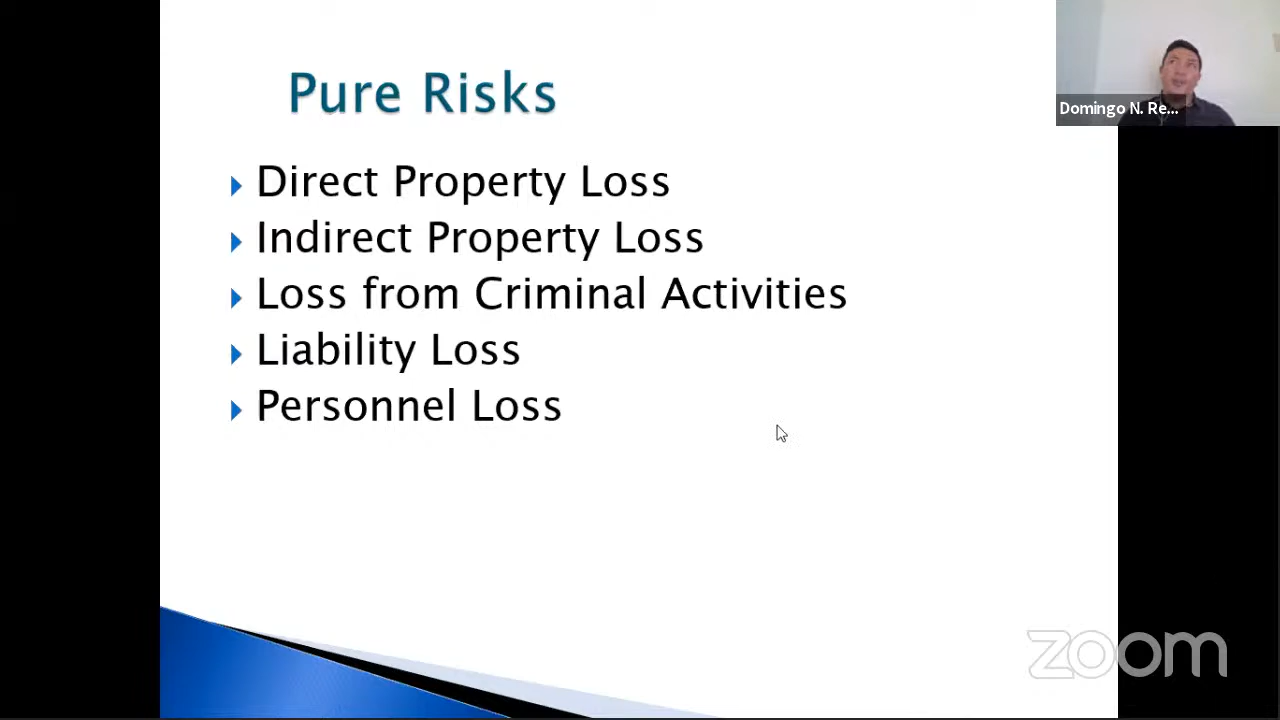 Pure Risks
Direct Property Loss
Indirect Property Loss
Loss from Criminal Activities
Liability Loss
Personnel Loss
Domingo N. Re...
zoom